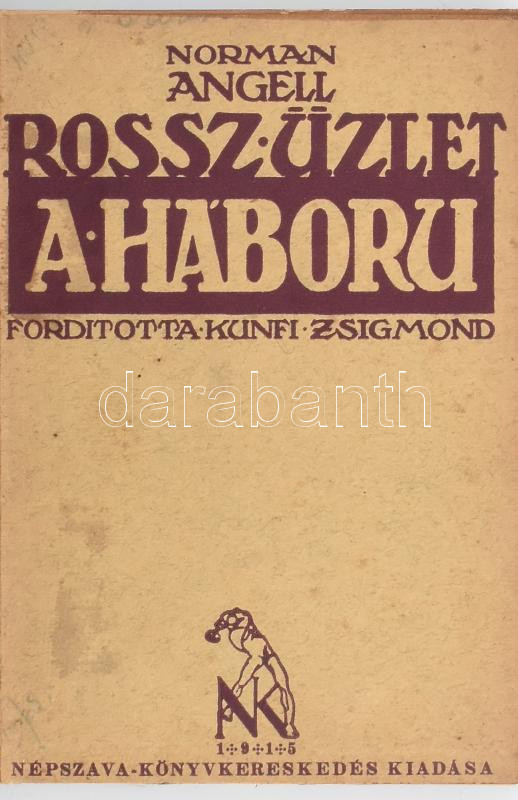 NORMAN
ANGELL
ROSSZ·ÜZLET
A·HÁBORU
FORDITOTTA·KUNFI·ZSIGMOND
darabanth
NK
1✢9✢1✢5
NÉPSZAVA-KÖNYVKERESKEDÉS KIADÁSA